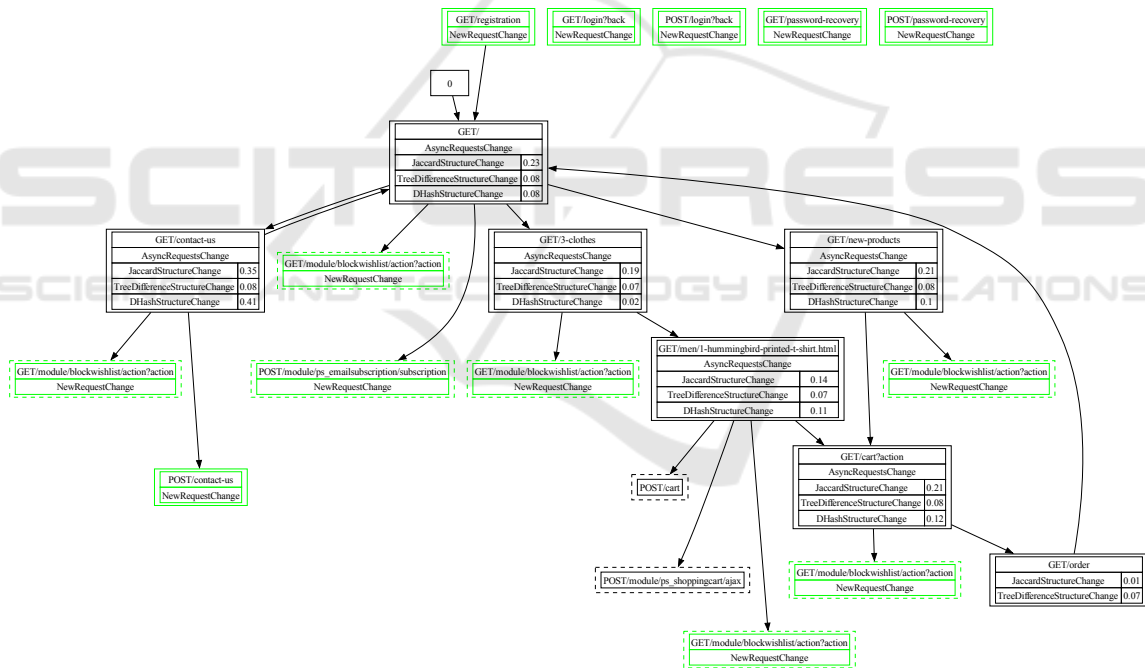 GET/registration
NewRequestChange
GET/login?back
NewRequestChange
POST/login?back
NewRequestChange
GET/password-recovery
NewRequestChange
POST/password-recovery
NewRequestChange
0
GET/
AsyncRequestsChange
JaccardStructureChange 0.23
TreeDifferenceStructureChange 0.08
DHashStructureChange 0.08
SCITEPRESS
SCIENCE AND TECHNOLOGY PUBLICATIONS
GET/contact-us
AsyncRequestsChange
JaccardStructureChange 0.35
TreeDifferenceStructureChange 0.08
DHashStructureChange 0.41
GET/module/blockwishlist/action?action
NewRequestChange
GET/3-clothes
AsyncRequestsChange
JaccardStructureChange 0.19
TreeDifferenceStructureChange 0.07
DHashStructureChange 0.02
GET/new-products
AsyncRequestsChange
JaccardStructureChange 0.21
TreeDifferenceStructureChange 0.08
DHashStructureChange 0.1
GET/module/blockwishlist/action?action
NewRequestChange
POST/module/ps_emailsubscription/subscription
NewRequestChange
GET/module/blockwishlist/action?action
NewRequestChange
GET/men/1-hummingbird-printed-t-shirt.html
AsyncRequestsChange
JaccardStructureChange 0.14
TreeDifferenceStructureChange 0.07
DHashStructureChange 0.11
GET/module/blockwishlist/action?action
NewRequestChange
POST/contact-us
NewRequestChange
POST/cart
GET/cart?action
AsyncRequestsChange
JaccardStructureChange 0.21
TreeDifferenceStructureChange 0.08
DHashStructureChange 0.12
POST/module/ps_shoppingcart/ajax
GET/module/blockwishlist/action?action
NewRequestChange
GET/order
JaccardStructureChange 0.01
TreeDifferenceStructureChange 0.07
GET/module/blockwishlist/action?action
NewRequestChange